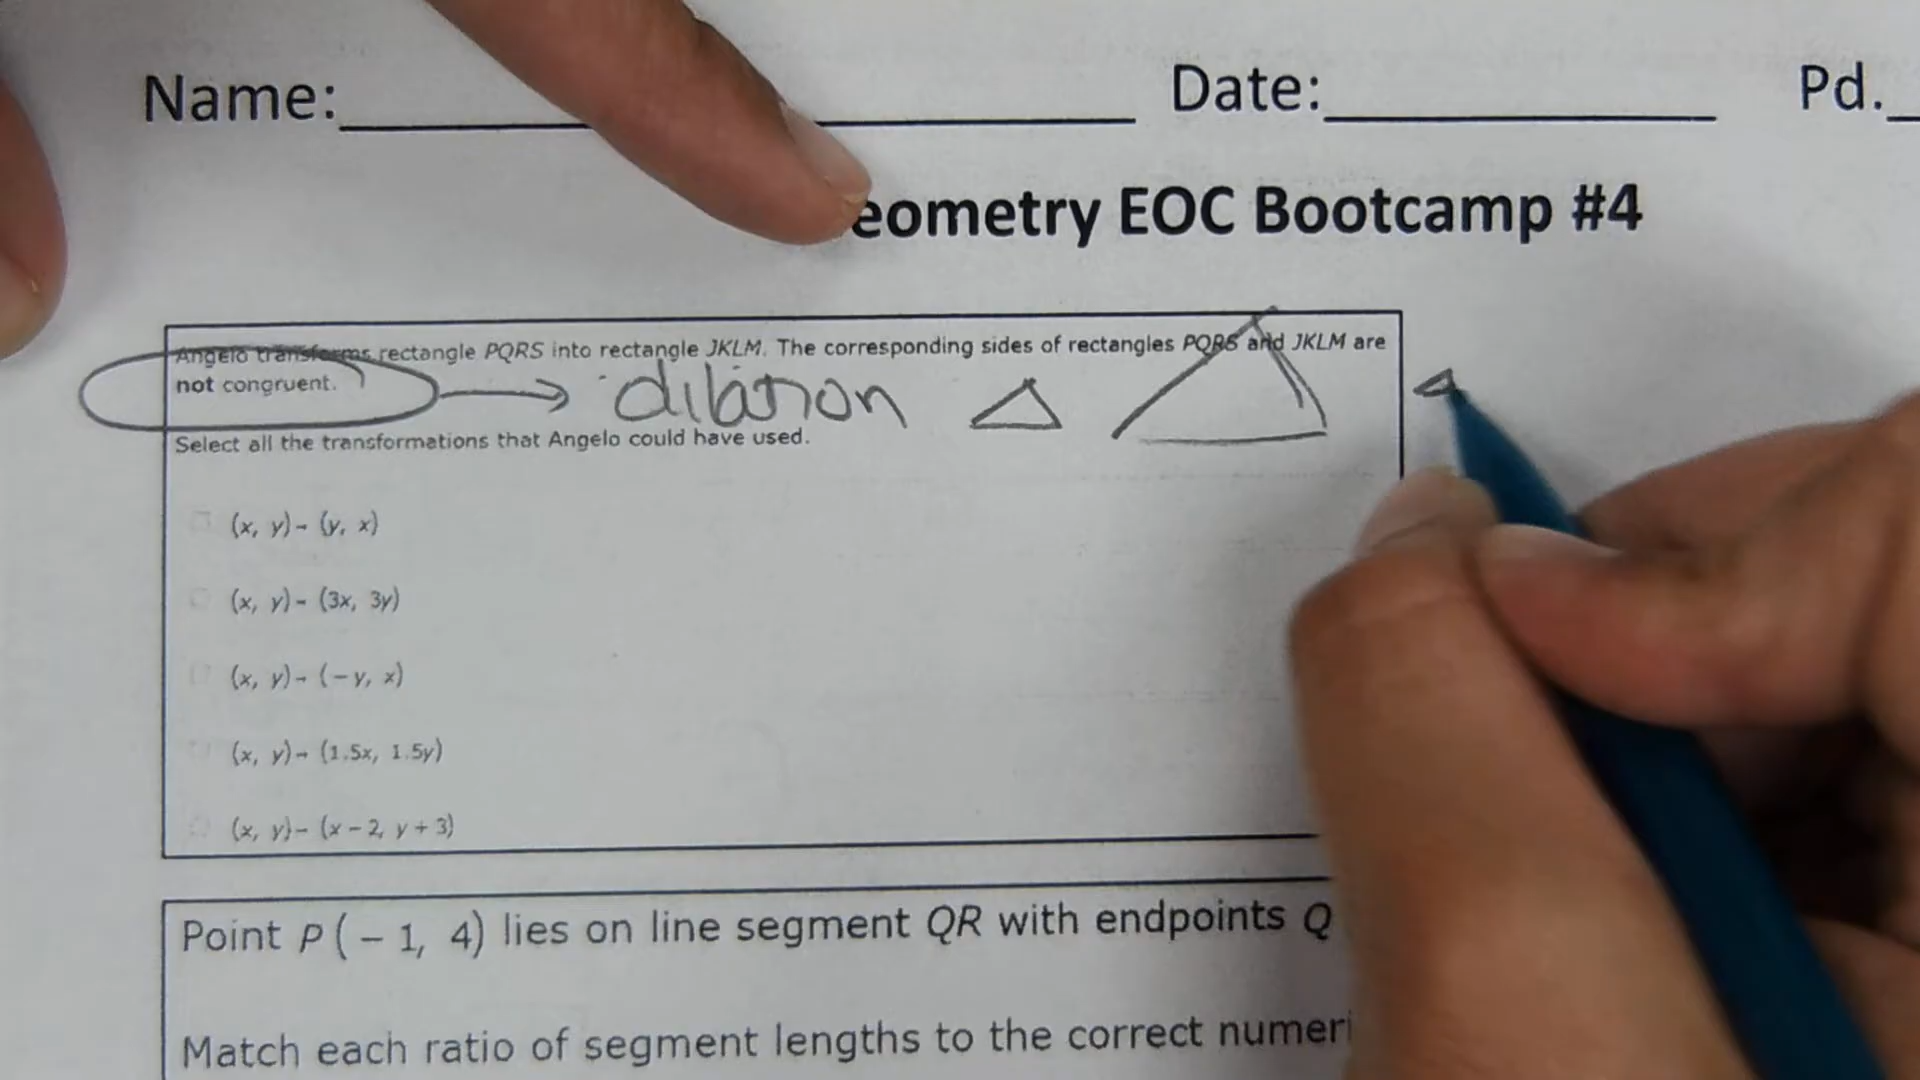 Name: Date: Pd.
eometry EOC Bootcamp #4
Angelo transforms rectangle PQRS into rectangle JKLM. The corresponding sides of rectangles PQRS and JKLM are
not congruent. dilation
Select all the transformations that Angelo could have used.
(x, y)→ (y, x)
(x, y)→ (3x, 3y)
(x, y)→ (−y, x)
(x, y)→ (1.5x, 1.5y)
(x, y)→ (x − 2, y + 3)
Point P(−1, 4) lies on line segment QR with endpoints Q
Match each ratio of segment lengths to the correct numeri